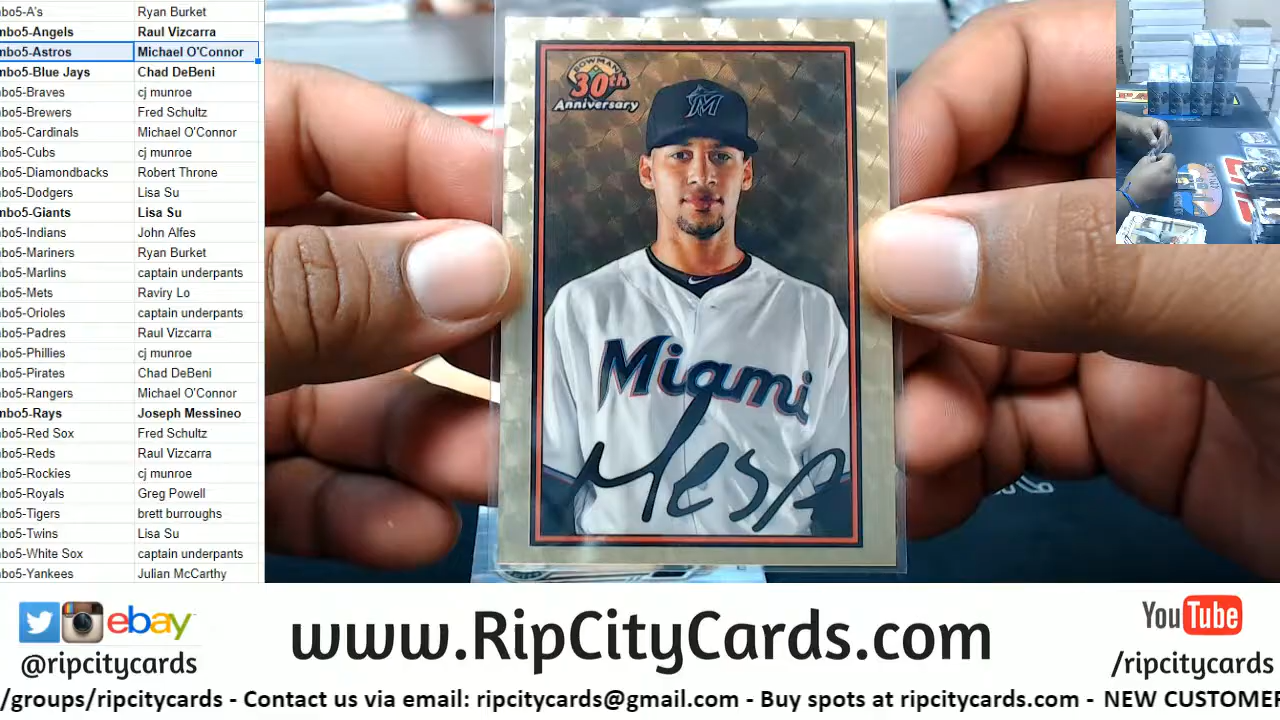 nbo5-A's Ryan Burket
nbo5-Angels Raul Vizcarra
nbo5-Astros Michael O'Connor
nbo5-Blue Jays Chad DeBeni
nbo5-Braves cj munroe
nbo5-Brewers Fred Schultz
nbo5-Cardinals Michael O'Connor
nbo5-Cubs cj munroe
nbo5-Diamondbacks Robert Throne
nbo5-Dodgers Lisa Su
nbo5-Giants Lisa Su
nbo5-Indians John Alfes
nbo5-Mariners Ryan Burket
nbo5-Marlins captain underpants
nbo5-Mets Raviry Lo
nbo5-Orioles captain underpants
nbo5-Padres Raul Vizcarra
nbo5-Phillies cj munroe
nbo5-Pirates Chad DeBeni
nbo5-Rangers Michael O'Connor
nbo5-Rays Joseph Messineo
nbo5-Red Sox Fred Schultz
nbo5-Reds Raul Vizcarra
nbo5-Rockies cj munroe
nbo5-Royals Greg Powell
nbo5-Tigers brett burroughs
nbo5-Twins Lisa Su
nbo5-White Sox captain underpants
nbo5-Yankees Julian McCarthy
BOWMAN
30th
Anniversary
M
Miami
Mesa
ebay
@ripcitycards
www.RipCityCards.com
YouTube
/ripcitycards
/groups/ripcitycards - Contact us via email: ripcitycards@gmail.com - Buy spots at ripcitycards.com - NEW CUSTOMER